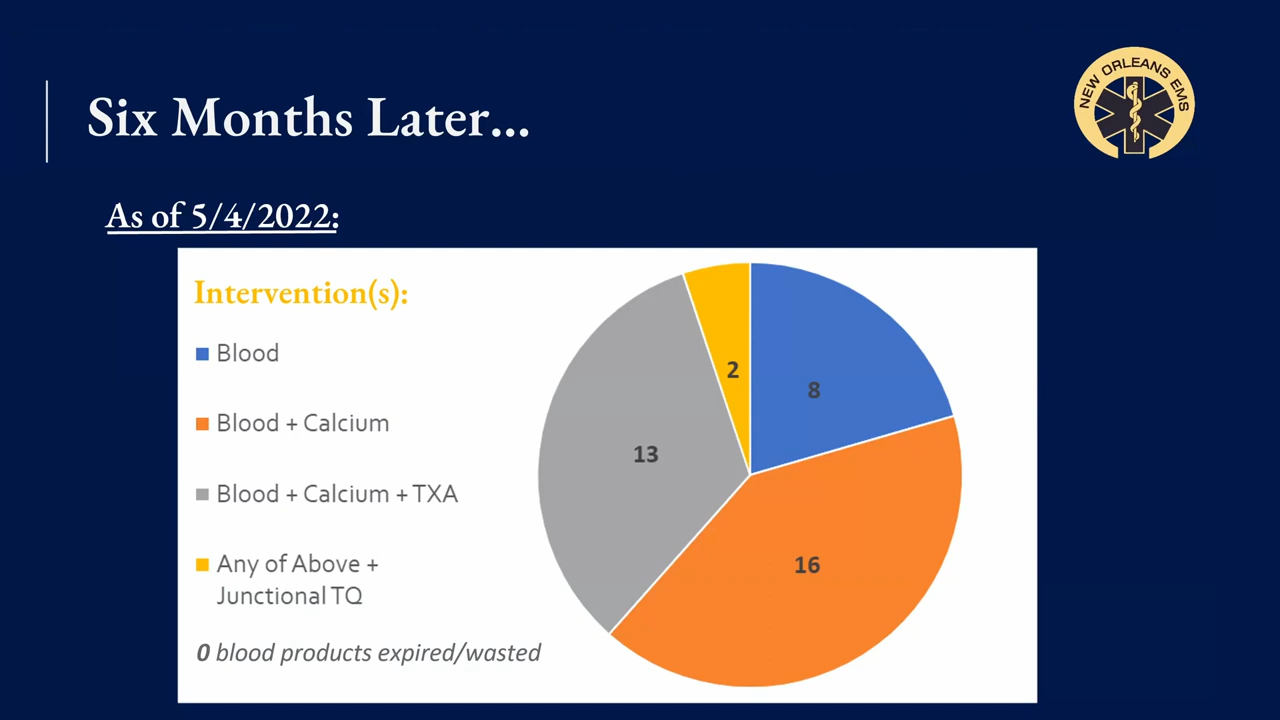 Six Months Later...
NEW ORLEANS EMS
As of 5/4/2022:
Intervention(s):
Blood
Blood + Calcium
Blood + Calcium + TXA
Any of Above +
Junctional TQ
0 blood products expired/wasted
2
8
13
16